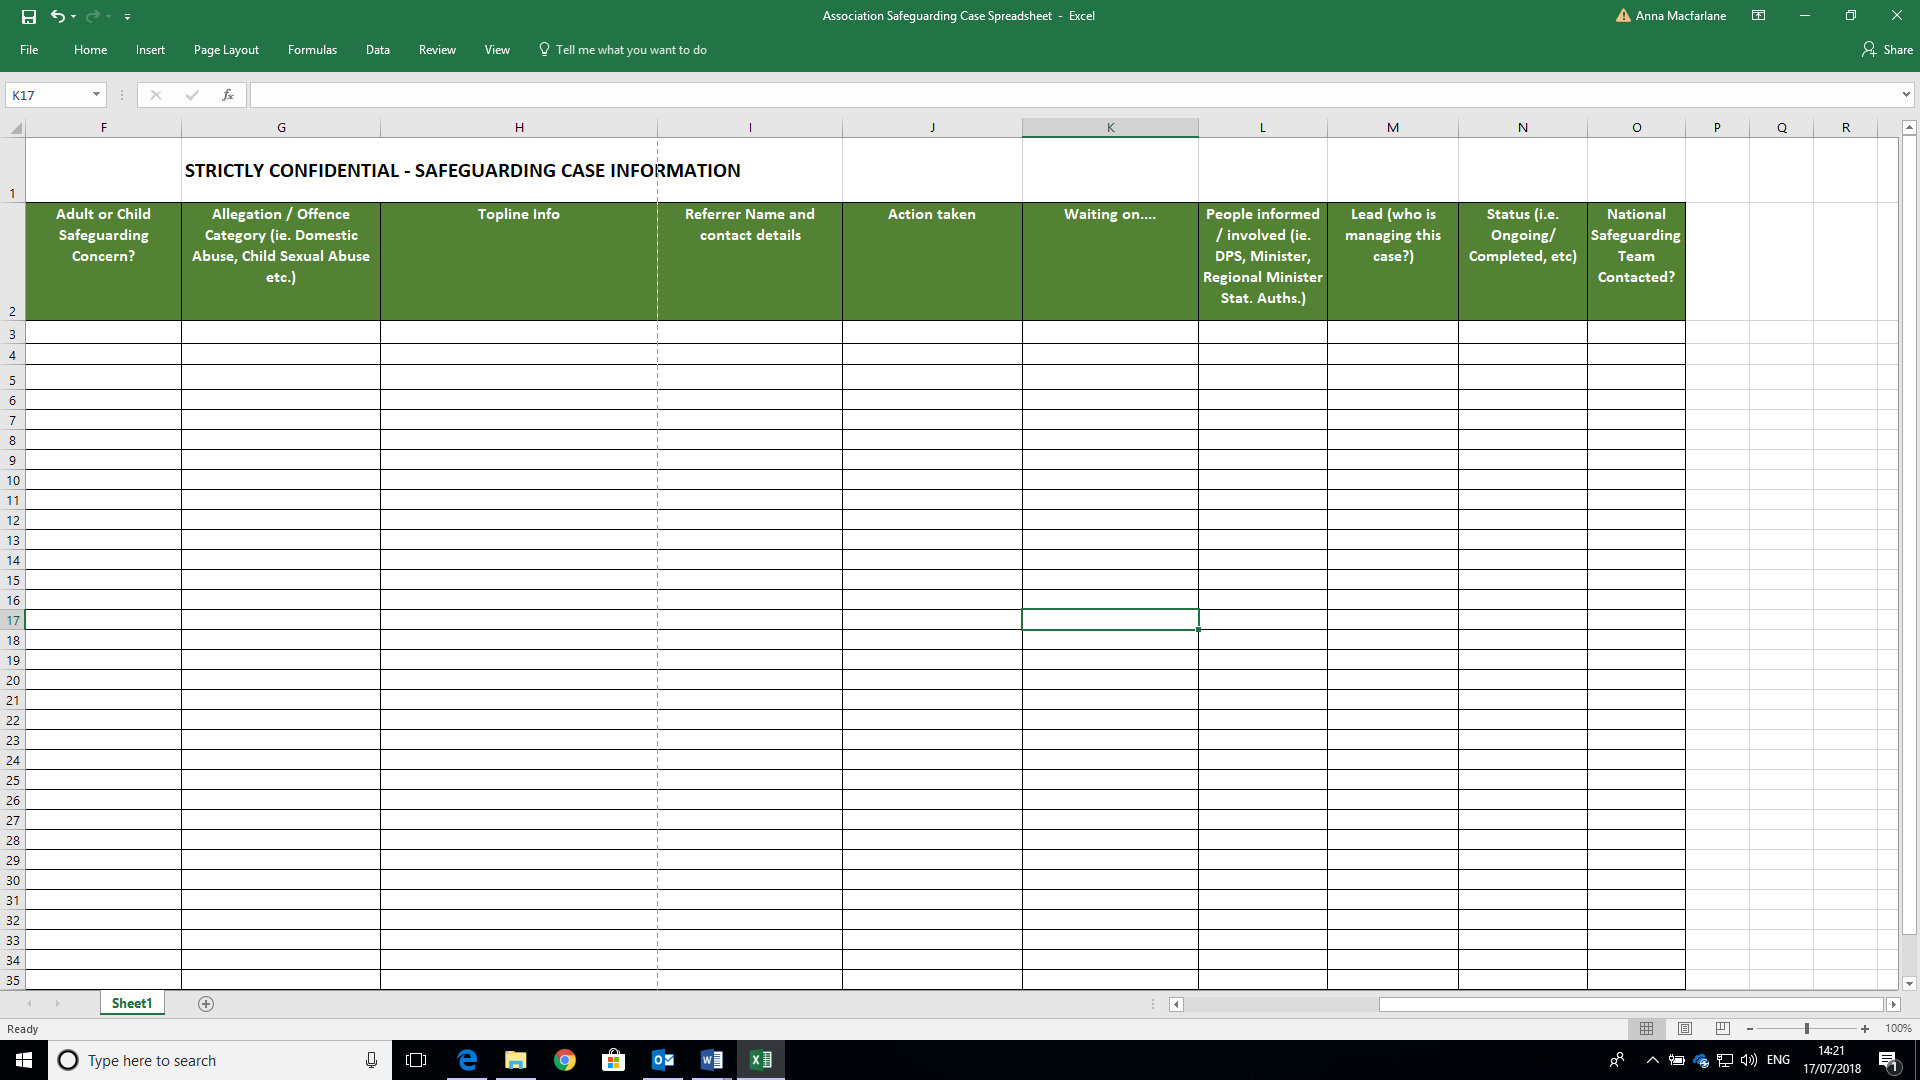 Association Safeguarding Case Spreadsheet - Excel
Anna Macfarlane
File Home Insert Page Layout Formulas Data Review View Tell me what you want to do
Share
K17
fx
F G H I J K L M N O P Q R
1
STRICTLY CONFIDENTIAL - SAFEGUARDING CASE INFORMATION
2
Adult or Child
Safeguarding
Concern?
Allegation / Offence
Category (ie. Domestic
Abuse, Child Sexual Abuse
etc.)
Topline Info
Referrer Name and
contact details
Action taken
Waiting on....
People informed
/ involved (ie.
DPS, Minister,
Regional Minister
Stat. Auths.)
Lead (who is
managing this
case?)
Status (i.e.
Ongoing/
Completed, etc)
National
Safeguarding
Team
Contacted?
3
4
5
6
7
8
9
10
11
12
13
14
15
16
17
18
19
20
21
22
23
24
25
26
27
28
29
30
31
32
33
34
35
Sheet1
Ready
100%
Type here to search
ENG
14:21
17/07/2018
1